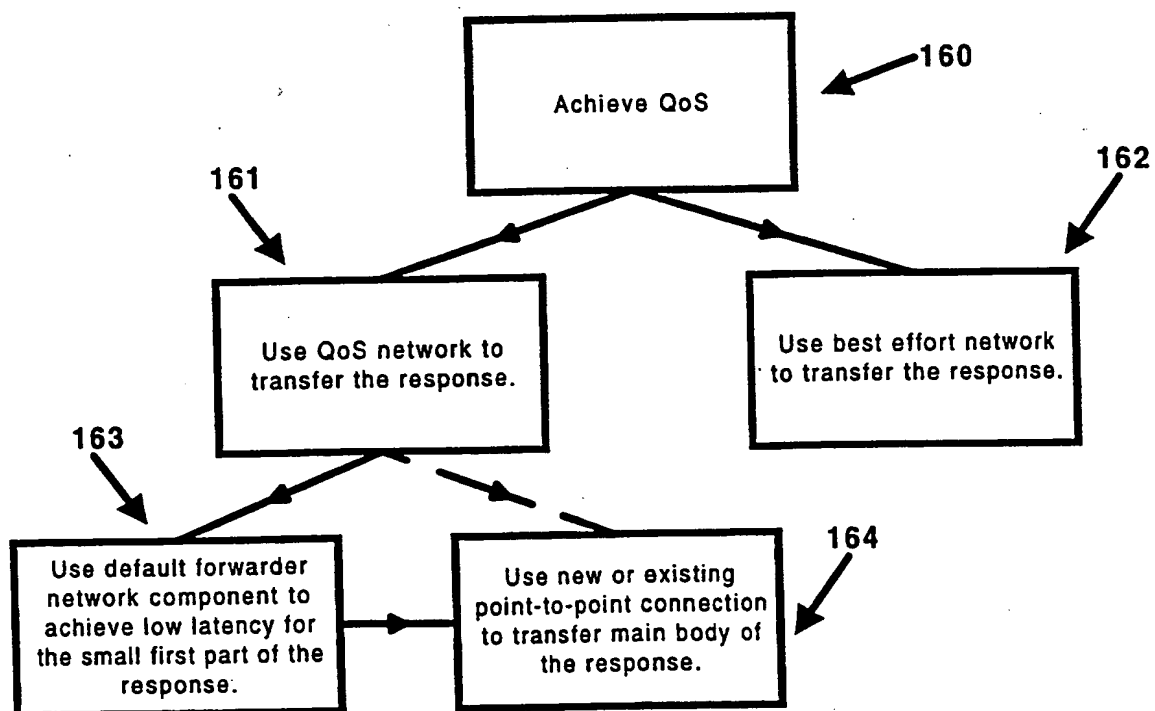 160
Achieve QoS
161
162
Use QoS network to
transfer the response.
Use best effort network
to transfer the response.
163
164
Use default forwarder
network component to
achieve low latency for
the small first part of the
response.
Use new or existing
point-to-point connection
to transfer main body of
the response.